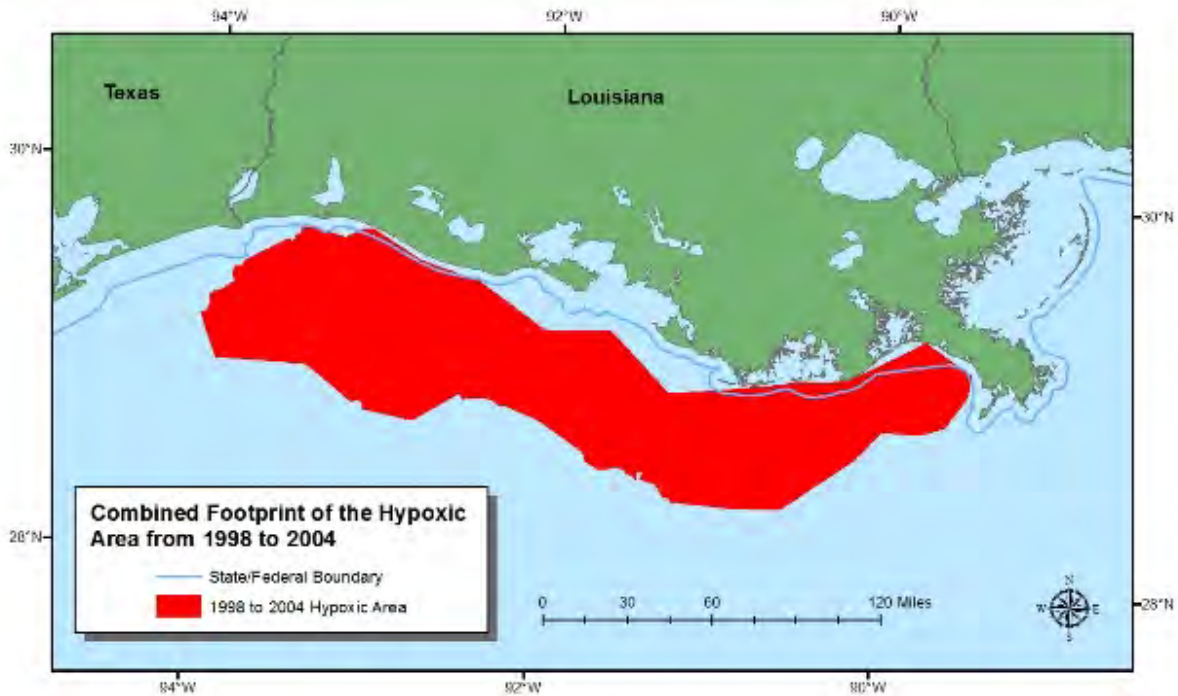 94°W 92°W 90°W
Texas
Louisiana
30°N
30°N
Combined Footprint of the Hypoxic
Area from 1998 to 2004
State/Federal Boundary
1998 to 2004 Hypoxic Area
28°N
0 30 60 120 Miles
N
W E
S
28°N
94°W 92°W 90°W